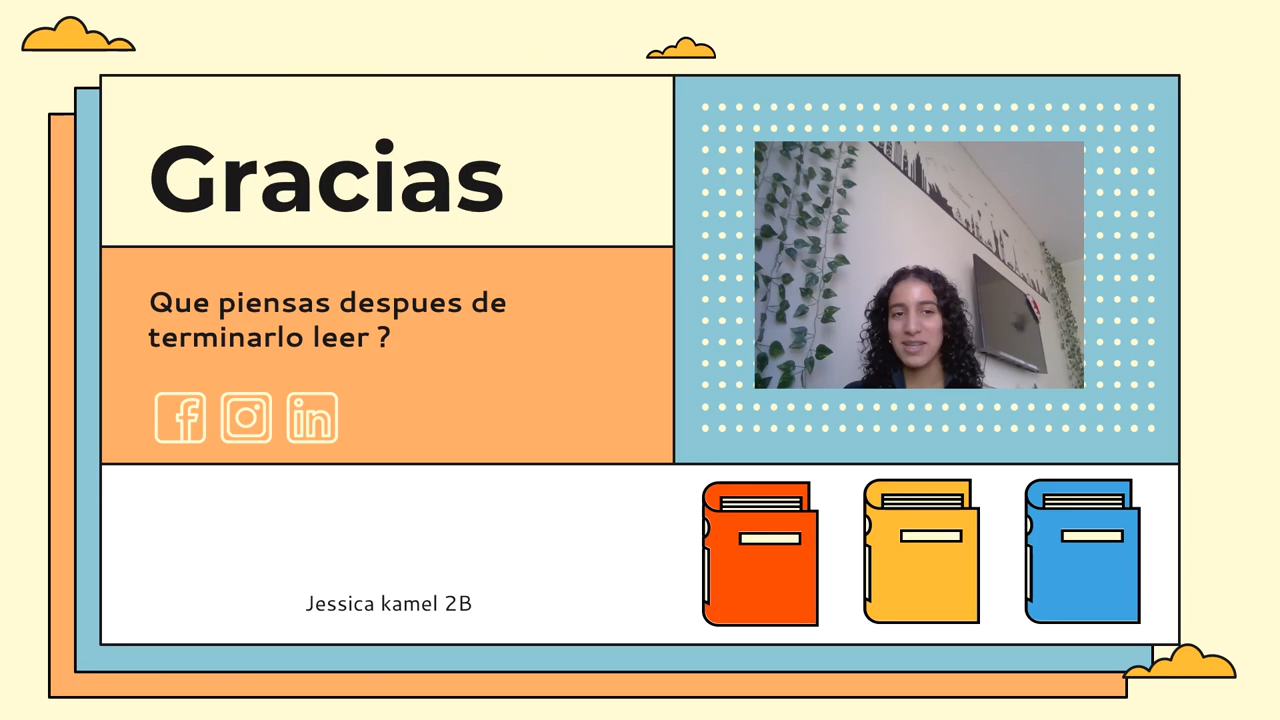 Gracias
Que piensas despues de
terminarlo leer ?
Jessica kamel 2B